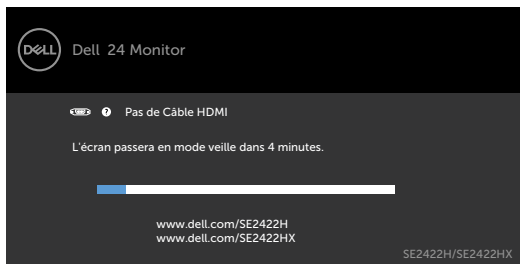 DELL
Dell 24 Monitor
Pas de Câble HDMI
L'écran passera en mode veille dans 4 minutes.
www.dell.com/SE2422H
www.dell.com/SE2422HX
SE2422H/SE2422HX